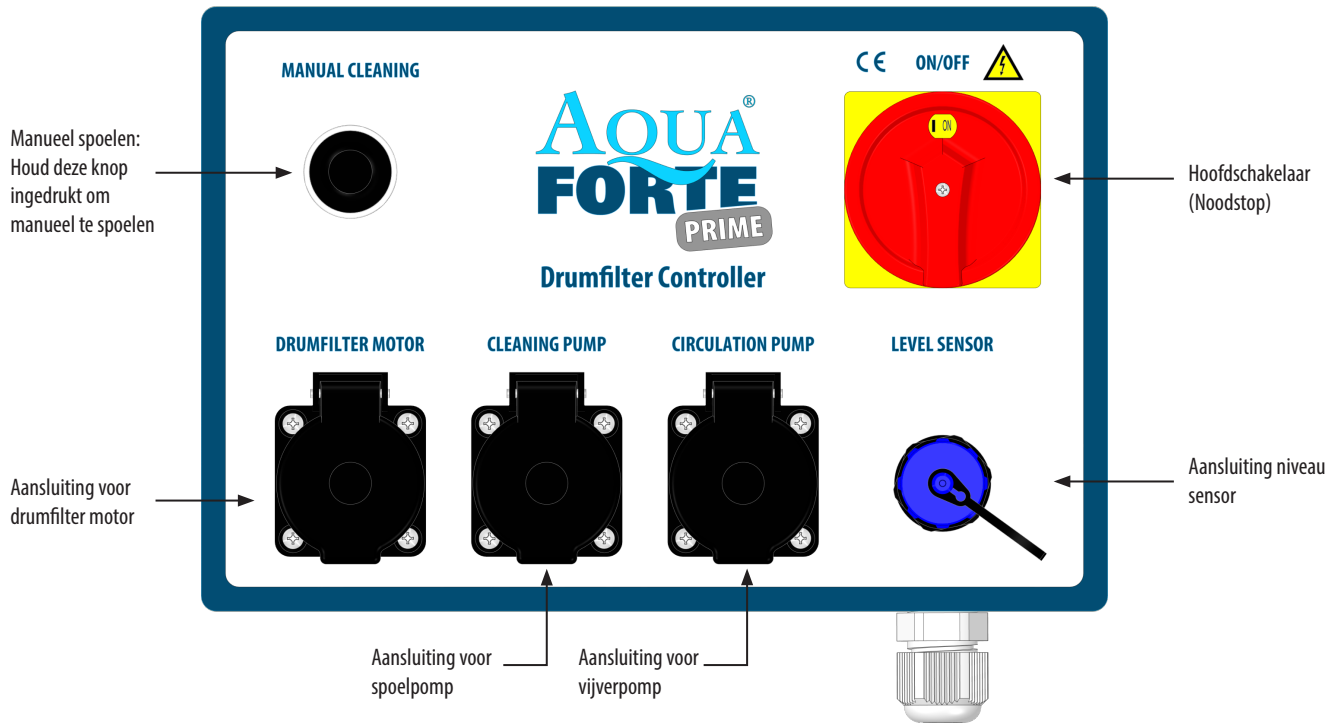 MANUAL CLEANING
CE ON/OFF
Manueel spoelen:
Houd deze knop
ingedrukt om
manueel te spoelen
AQUA®
FORTE
PRIME
Drumfilter Controller
I ON
Hoofdschakelaar
(Noodstop)
DRUMFILTER MOTOR
CLEANING PUMP
CIRCULATION PUMP
LEVEL SENSOR
Aansluiting voor
drumfilter motor
Aansluiting niveau
sensor
Aansluiting voor
spoelpomp
Aansluiting voor
vijverpomp